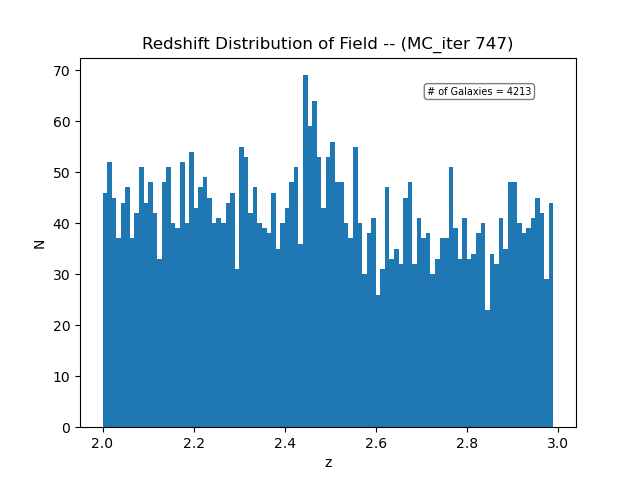 Redshift Distribution of Field -- (MC_iter 747)
# of Galaxies = 4213
70
60
50
40
30
20
10
0
N
2.0 2.2 2.4 2.6 2.8 3.0
z